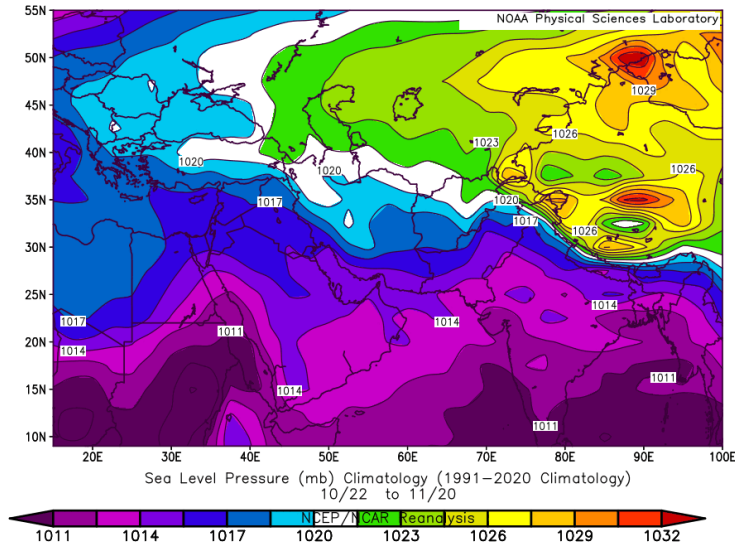 NOAA Physical Sciences Laboratory
55N
50N
45N
40N
35N
30N
25N
20N
15N
10N
1029
1026
1023
1020
1020
1026
1020
1017
1017
1026
1014
1014
1017
1011
1014
1014
1011
1011
20E 30E 40E 50E 60E 70E 80E 90E 100E
Sea Level Pressure (mb) Climatology (1991-2020 Climatology)
10/22 to 11/20
NCEP/NCAR Reanalysis
1011 1014 1017 1020 1023 1026 1029 1032